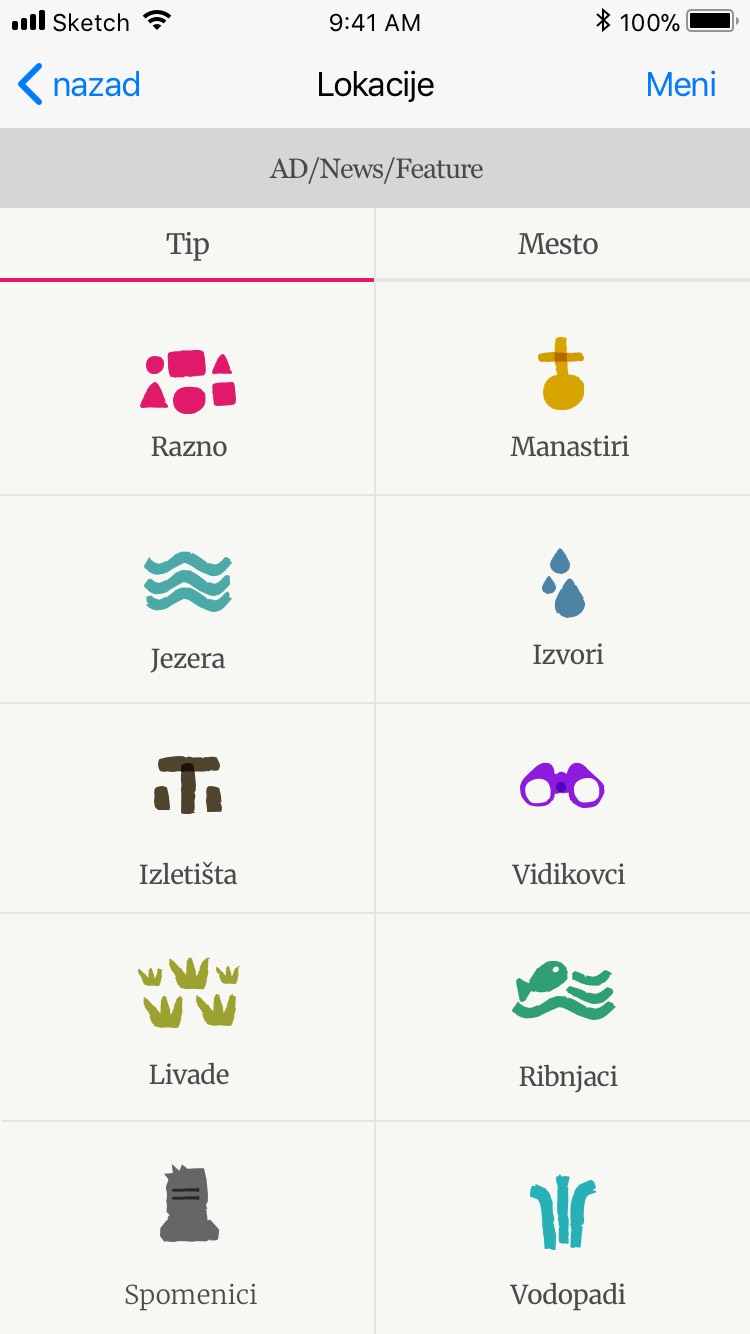 Sketch 9:41 AM 100%
nazad Lokacije Meni
AD/News/Feature
Tip Mesto
Razno Manastiri
Jezera Izvori
Izletišta Vidikovci
Livade Ribnjaci
Spomenici Vodopadi